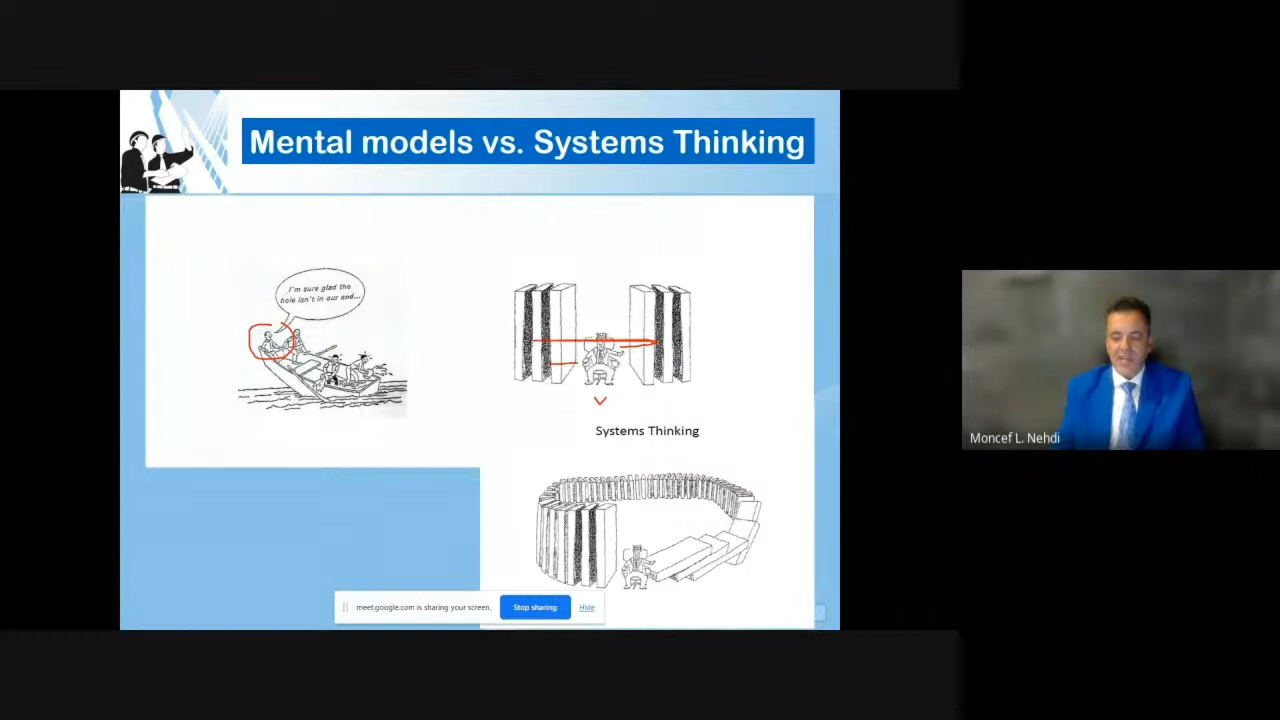 Mental models vs. Systems Thinking
I'm sure glad the
hole isn't in our end...
Systems Thinking
meet.google.com is sharing your screen.
Stop sharing
Hide
Moncef L. Nehdi